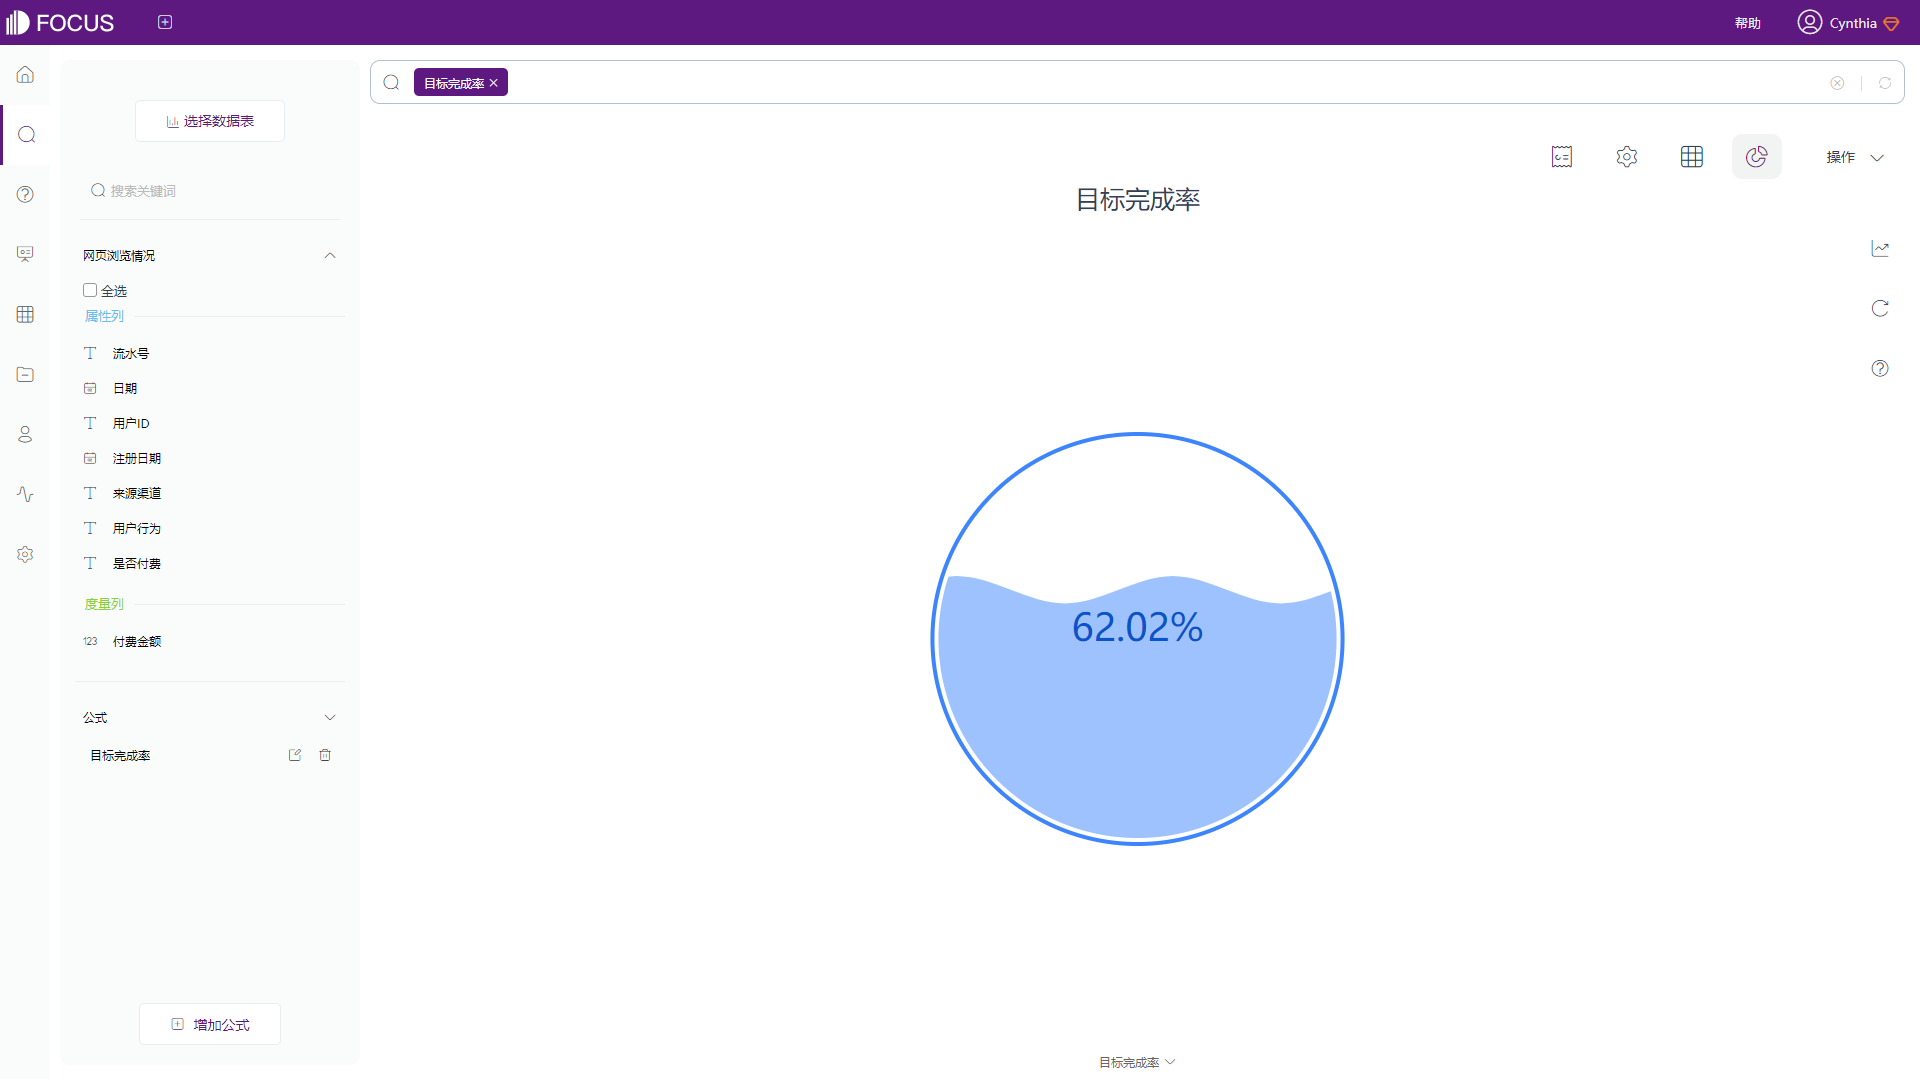 FOCUS
帮助
Cynthia
目标完成率
选择数据表
搜索关键词
网页浏览情况
全选
属性列
流水号
日期
用户ID
注册日期
来源渠道
用户行为
是否付费
度量列
123 付费金额
公式
目标完成率
增加公式
操作
目标完成率
62.02%
目标完成率